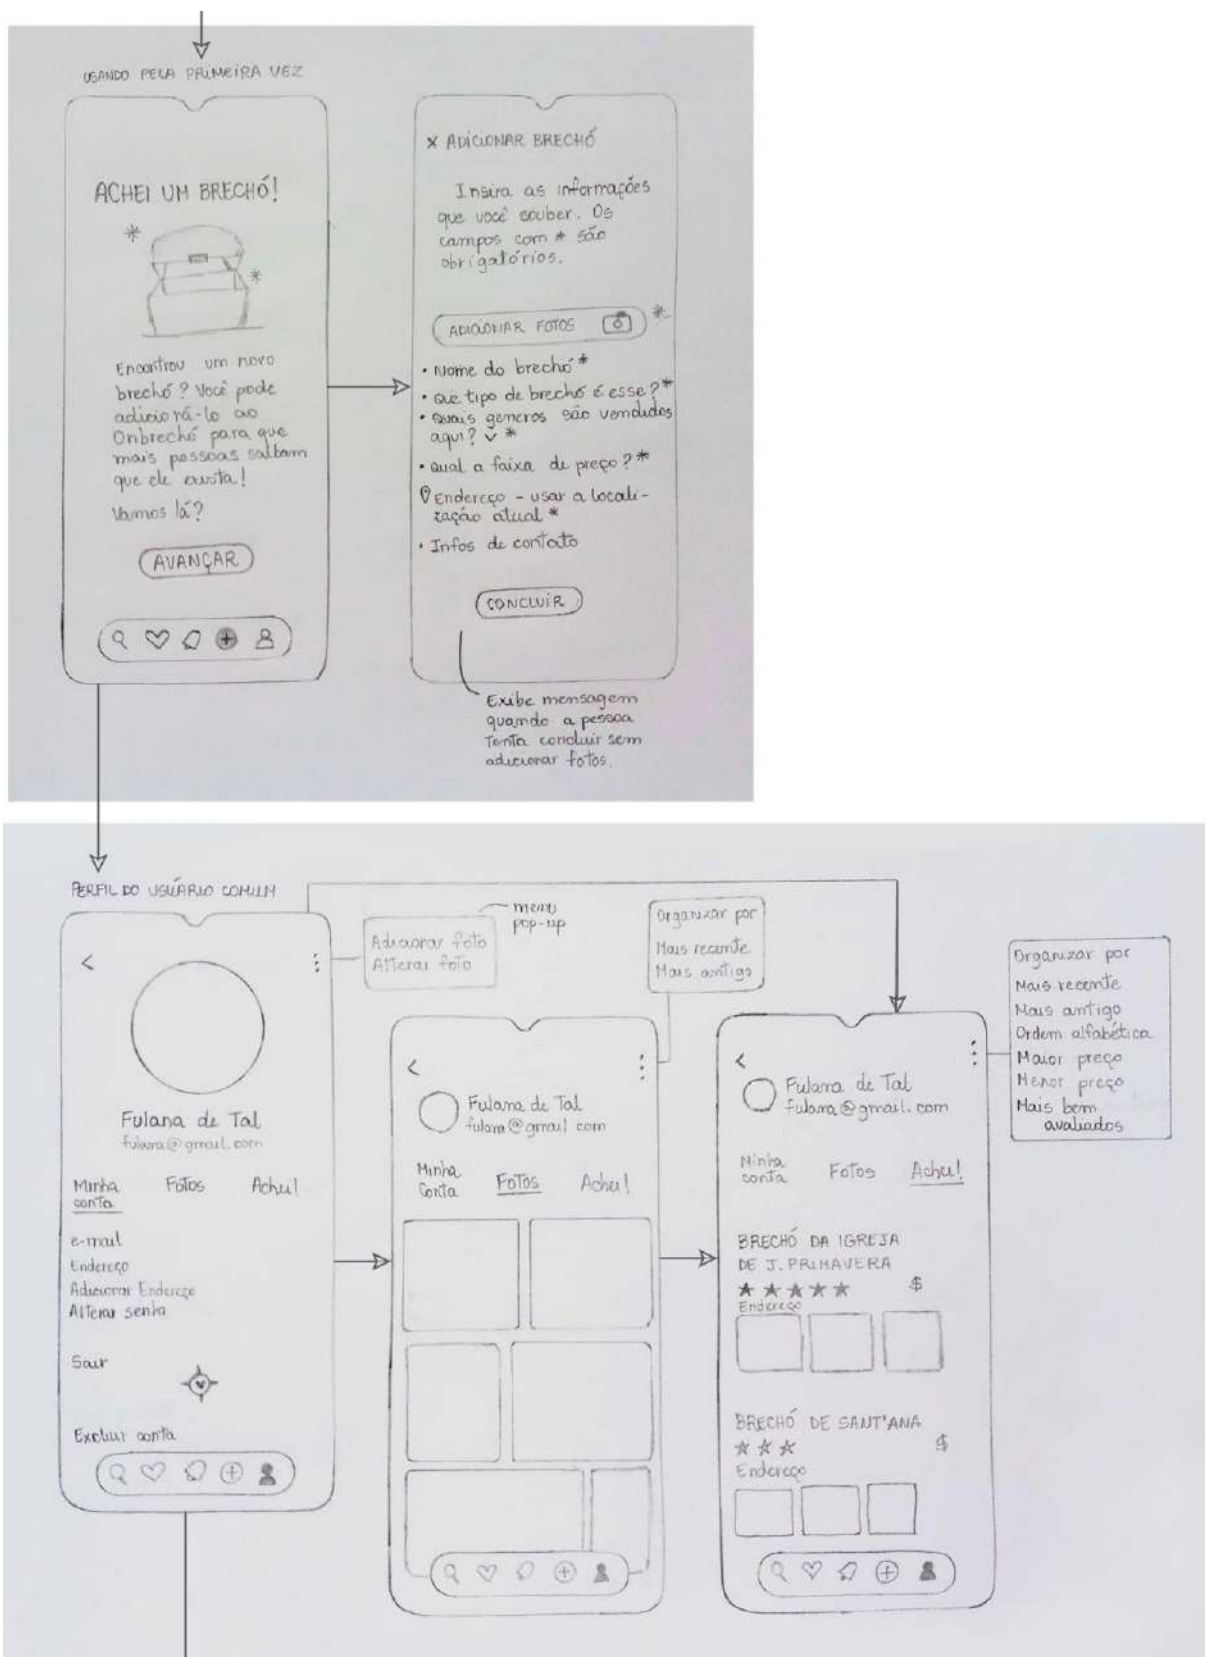 USANDO PELA PRIMEIRA VEZ
ACHEI UM BRECHÓ!
Encontrou um novo
brechó? Você pode
adicioná-lo ao
Onbrechó para que
mais pessoas saibam
que ele exista!
Vamos lá?
AVANÇAR
X ADICIONAR BRECHÓ
Insira as informações
que você souber. Os
campos com * são
obrigatórios.
ADICIONAR FOTOS *
• Nome do brechó *
• Que tipo de brechó é esse? *
• Quais generos são vendidos
aqui? *
• Qual a faixa de preço? *
Endereço - usar a locali-
zação atual *
• Infos de contato
CONCLUIR
Exibe mensagem
quando a pessoa
Tenta concluir sem
adicionar fotos.
PERFIL DO USUÁRIO COMUM
<
Fulana de Tal
fulana@gmail.com
Minha
conta
Fotos
Achei!
e-mail
Endereço
Adicionar Endereço
Alterar senha
Sair
Excluir conta
menu
pop-up
Adicionar foto
Alterar foto
Organizar por
Mais recente
Mais antigo
<
Fulana de Tal
fulana@gmail.com
Minha
Conta
Fotos
Achei!
Organizar por
Mais recente
Mais antigo
Ordem alfabética
Maior preço
Menor preço
Mais bem
avaliados
<
Fulana de Tal
fulana@gmail.com
Minha
conta
Fotos
Achei!
BRECHÓ DA IGREJA
DE J. PRIMAVERA
$
Endereço
BRECHÓ DE SANT'ANA
$
Endereço